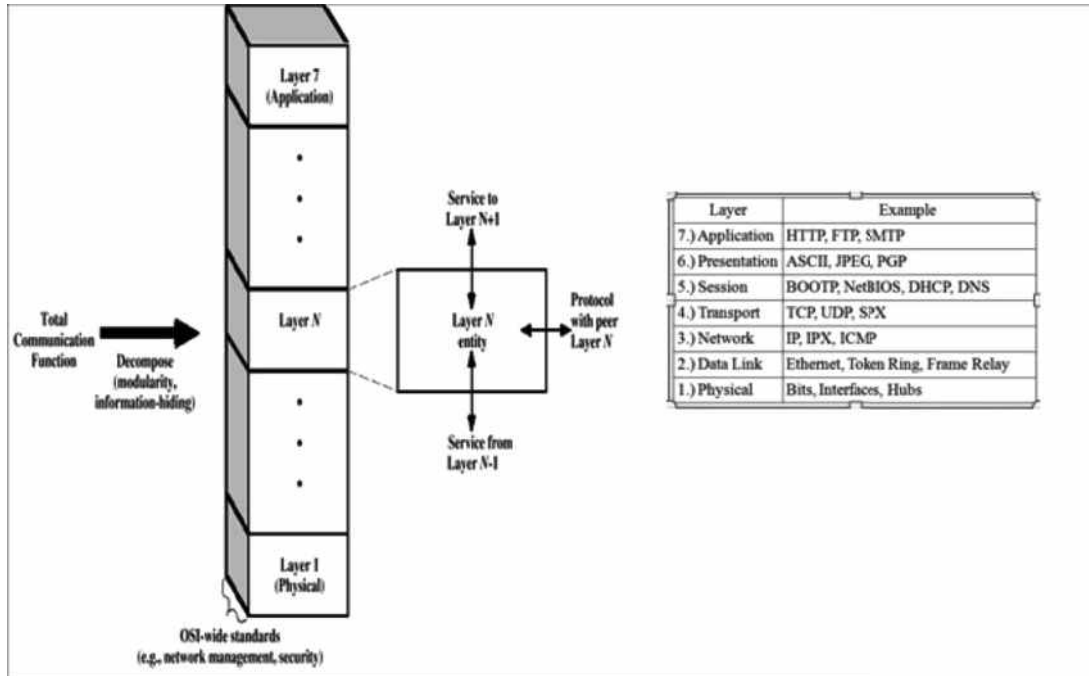 Layer 7
(Application)
Service to
Layer N+1
Total
Communication
Function
Decompose
(modularity,
information-hiding)
Layer N
Layer N
entity
Protocol
with peer
Layer N
Service from
Layer N-1
Layer 1
(Physical)
OSI-wide standards
(e.g., network management, security)
Layer Example
7.) Application HTTP, FTP, SMTP
6.) Presentation ASCII, JPEG, PGP
5.) Session BOOTP, NetBIOS, DHCP, DNS
4.) Transport TCP, UDP, SPX
3.) Network IP, IPX, ICMP
2.) Data Link Ethernet, Token Ring, Frame Relay
1.) Physical Bits, Interfaces, Hubs